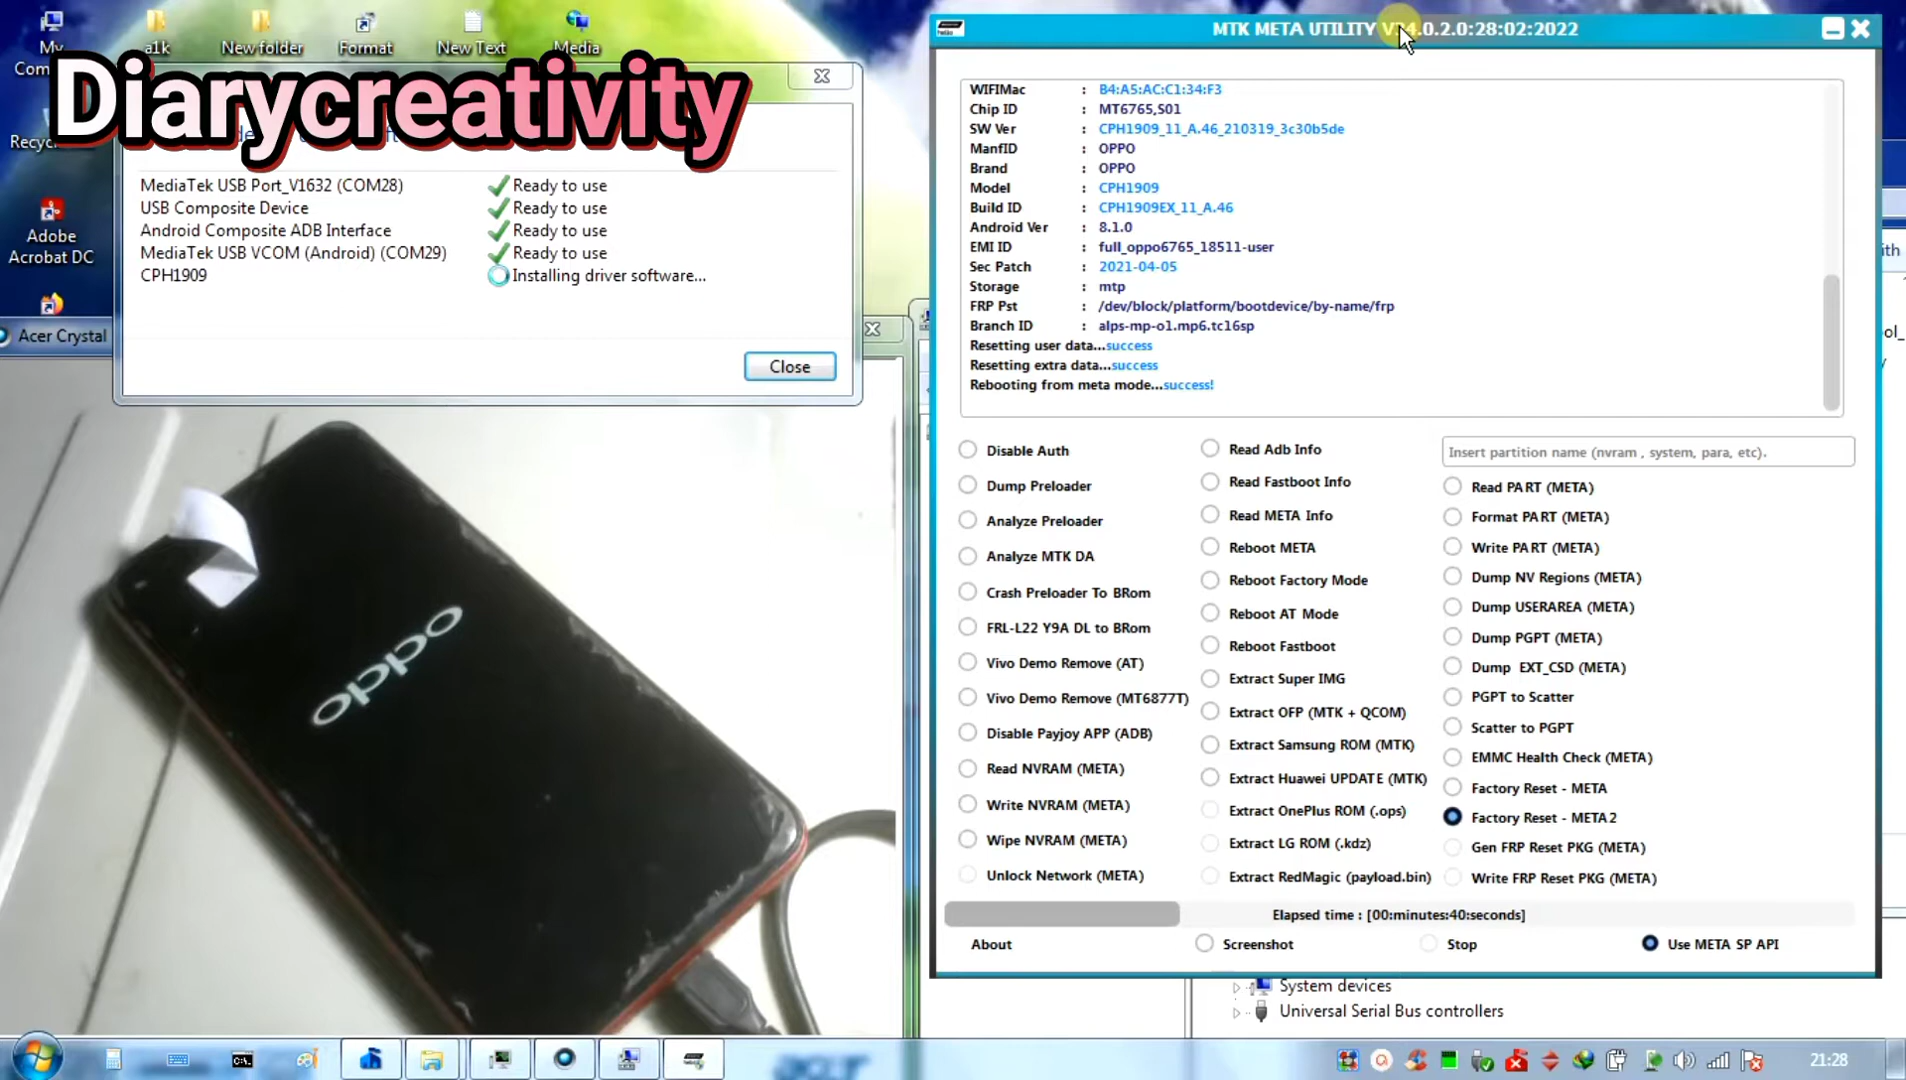 My
a1k
New folder
Format
New Text
Media
Diarycreativity
Adobe
Acrobat DC
Acer Crystal
MediaTek USB Port_V1632 (COM28) Ready to use
USB Composite Device Ready to use
Android Composite ADB Interface Ready to use
MediaTek USB VCOM (Android) (COM29) Ready to use
CPH1909 Installing driver software...
Close
oppo
MTK META UTILITY
WIFIMac : B4:A5:AC:C1:34:F3
Chip ID : MT6765,S01
SW Ver : CPH1909_11_A.46_210319_3c30b5de
ManfID : OPPO
Brand : OPPO
Model : CPH1909
Build ID : CPH1909EX_11_A.46
Android Ver : 8.1.0
EMI ID : full_oppo6765_18511-user
Sec Patch : 2021-04-05
Storage : mtp
FRP Pst : /dev/block/platform/bootdevice/by-name/frp
Branch ID : alps-mp-o1.mp6.tc16sp
Resetting user data...success
Resetting extra data...success
Rebooting from meta mode...success!
Disable Auth
Dump Preloader
Analyze Preloader
Analyze MTK DA
Crash Preloader To BRom
FRL-L22 Y9A DL to BRom
Vivo Demo Remove (AT)
Vivo Demo Remove (MT6877T)
Disable Payjoy APP (ADB)
Read NVRAM (META)
Write NVRAM (META)
Wipe NVRAM (META)
Unlock Network (META)
Read Adb Info
Read Fastboot Info
Read META Info
Reboot META
Reboot Factory Mode
Reboot AT Mode
Reboot Fastboot
Extract Super IMG
Extract OFP (MTK + QCOM)
Extract Samsung ROM (MTK)
Extract Huawei UPDATE (MTK)
Extract OnePlus ROM (.ops)
Extract LG ROM (.kdz)
Extract RedMagic (payload.bin)
Insert partition name (nvram , system, para, etc).
Read PART (META)
Format PART (META)
Write PART (META)
Dump NV Regions (META)
Dump USERAREA (META)
Dump PGPT (META)
Dump EXT_CSD (META)
PGPT to Scatter
Scatter to PGPT
EMMC Health Check (META)
Factory Reset - META
Factory Reset - META2
Gen FRP Reset PKG (META)
Write FRP Reset PKG (META)
Elapsed time : [00:minutes:40:seconds]
About
Screenshot
Stop
Use META SP API
System devices
Universal Serial Bus controllers
acer
21:28